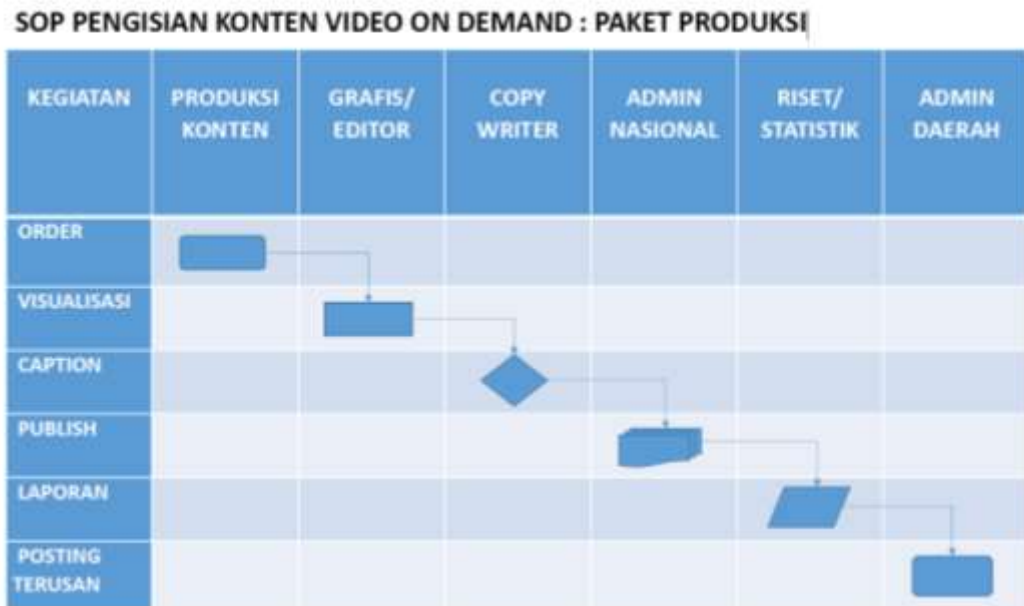 SOP PENGISIAN KONTEN VIDEO ON DEMAND : PAKET PRODUKSI
KEGIATAN
PRODUKSI
KONTEN
GRAFIS/
EDITOR
COPY
WRITER
ADMIN
NASIONAL
RISET/
STATISTIK
ADMIN
DAERAH
ORDER
VISUALISASI
CAPTION
PUBLISH
LAPORAN
POSTING
TERUSAN